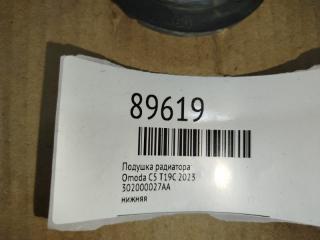 89619
Подушка радиатора
Omoda C5 T19C 2023
302000027AA
нижняя